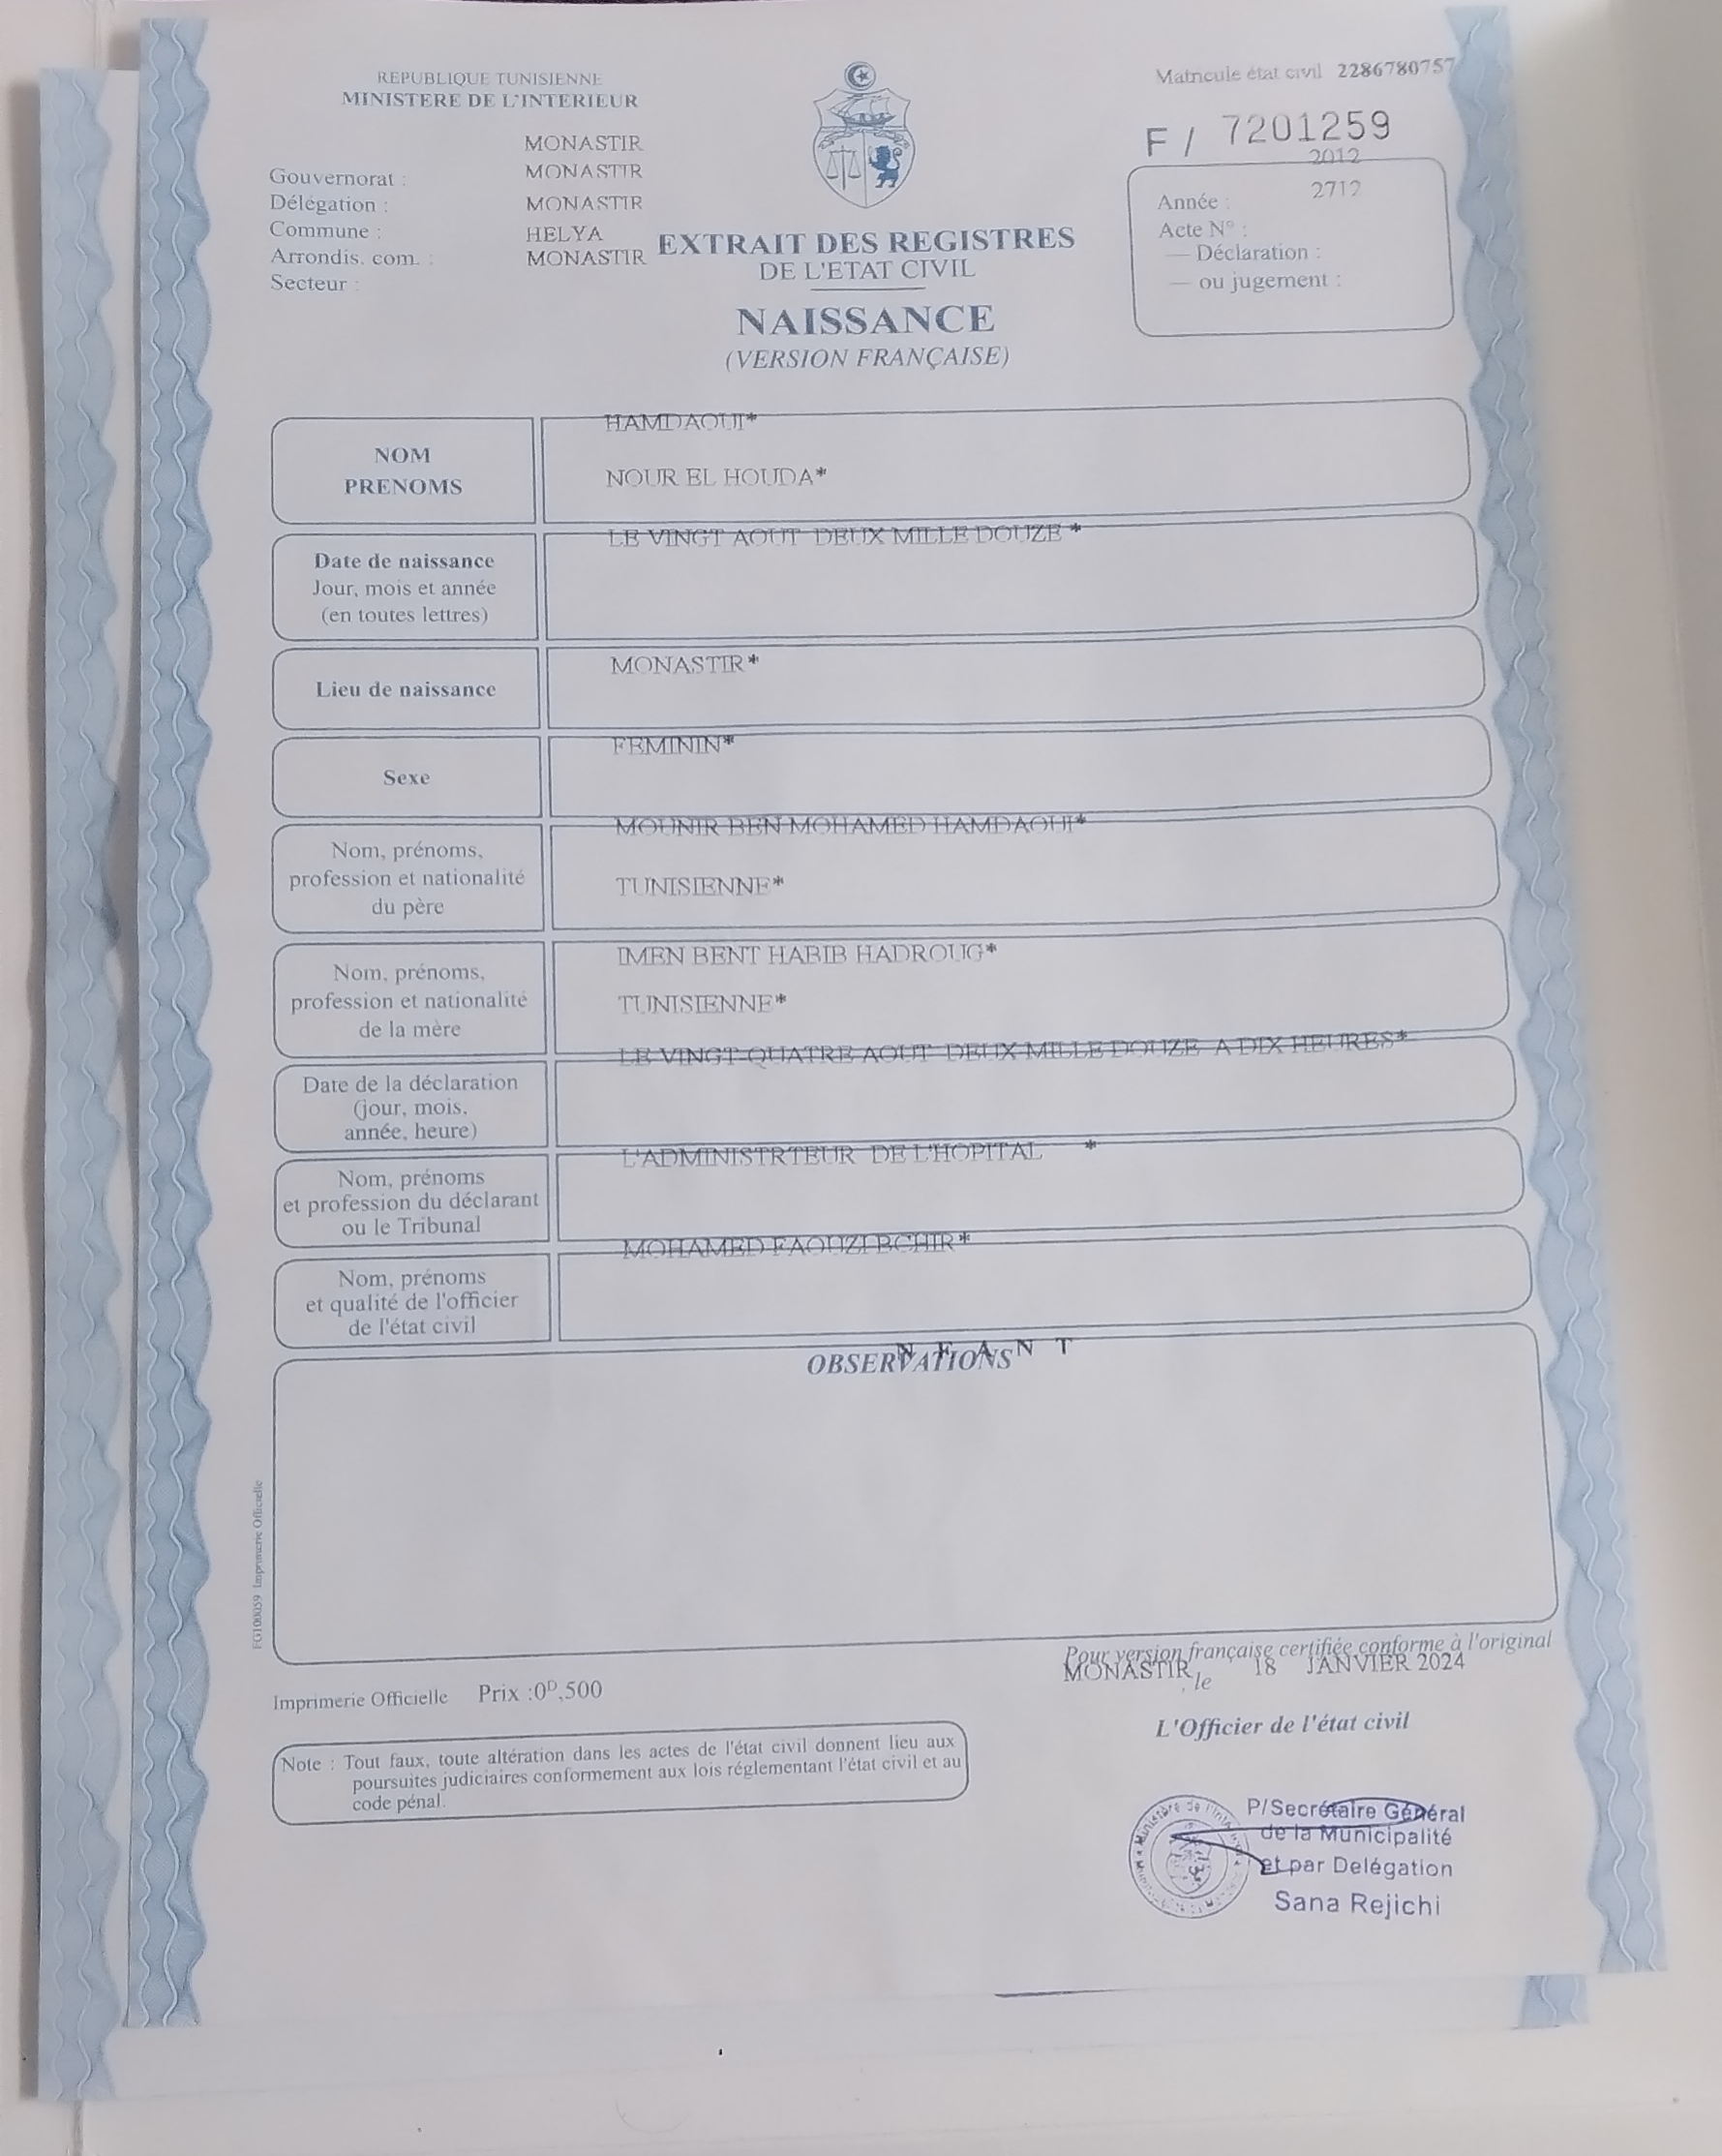 REPUBLIQUE TUNISIENNE
MINISTERE DE L'INTERIEUR
Matricule état civil 2286780757
F / 7201259
MONASTIR
MONASTIR
MONASTIR
HELYA
MONASTIR
Gouvernorat :
Délégation :
Commune :
Arrondis. com. :
Secteur :
2012
2712
Année :
Acte N° :
— Déclaration :
— ou jugement :
EXTRAIT DES REGISTRES
DE L'ETAT CIVIL
NAISSANCE
(VERSION FRANÇAISE)
NOM
PRENOMS
HAMDAOUI*
NOUR EL HOUDA*
Date de naissance
Jour, mois et année
(en toutes lettres)
LE VINGT AOUT DEUX MILLE DOUZE *
Lieu de naissance
MONASTIR*
Sexe
FEMININ*
Nom, prénoms,
profession et nationalité
du père
MOUNIR BEN MOHAMED HAMDAOUI*
TUNISIENNE*
Nom, prénoms,
profession et nationalité
de la mère
IMEN BENT HABIB HADROUG*
TUNISIENNE*
Date de la déclaration
(jour, mois,
année, heure)
LE VINGT-QUATRE AOUT DEUX MILLE DOUZE A DIX HEURES*
Nom, prénoms
et profession du déclarant
ou le Tribunal
L'ADMINISTRTEUR DE L'HOPITAL *
Nom, prénoms
et qualité de l'officier
de l'état civil
MOHAMED FAOUZI BCHIR*
OBSERVATIONS
N E A N T
FG100059 Imprimerie Officielle
Pour version française certifiée conforme à l'original
MONASTIR, le 18 JANVIER 2024
Imprimerie Officielle Prix :0ᴰ,500
L'Officier de l'état civil
Note : Tout faux, toute altération dans les actes de l'état civil donnent lieu aux
poursuites judiciaires conformement aux lois réglementant l'état civil et au
code pénal.
Ministère de l'Inté
P/Secrétaire Général
de la Municipalité
et par Delégation
Sana Rejichi